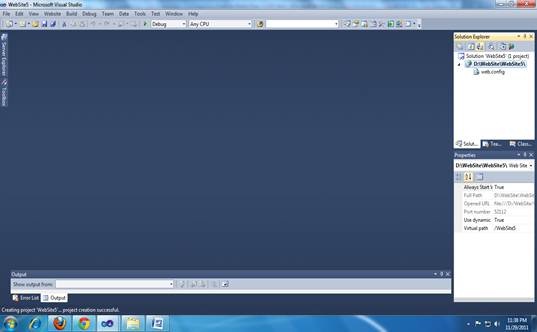 WebSite5 - Microsoft Visual Studio
File Edit View Website Build Debug Team Data Tools Test Window Help
Debug Any CPU
Server Explorer
Toolbox
Solution Explorer
Solution 'WebSite5' (1 project)
D:\WebSite\WebSite5\
web.config
Solut... Tea... Class...
Properties
D:\WebSite\WebSite5\ Web Site
Always Start True
Full Path D:\WebSite\WebSi
Opened URL file:///D:/WebSite/
Port number 52112
Use dynamic True
Virtual path /WebSite5
Output
Show output from:
Error List Output
Creating project 'WebSite5'... project creation successful.
11:38 PM
11/29/2011